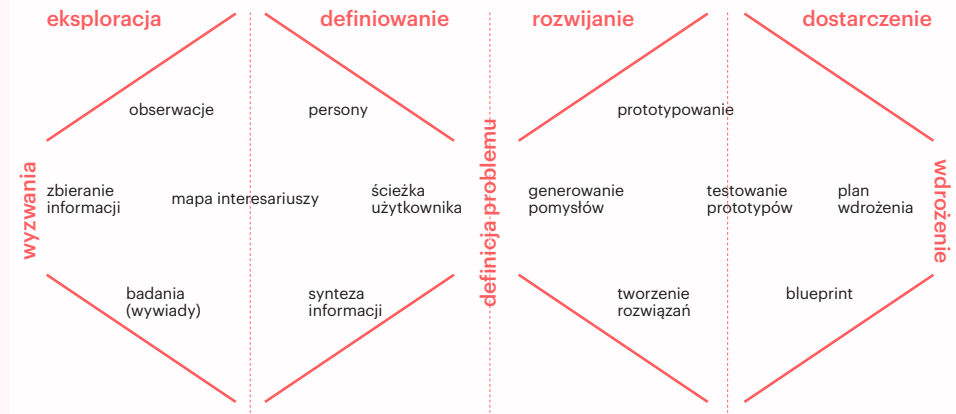 eksploracja
definiowanie
rozwijanie
dostarczenie
obserwacje
persony
prototypowanie
wyzwania
zbieranie
informacji
mapa interesariuszy
ścieżka
użytkownika
definicja problemu
generowanie
pomysłów
testowanie
prototypów
plan
wdrożenia
wdrożenie
badania
(wywiady)
synteza
informacji
tworzenie
rozwiązań
blueprint